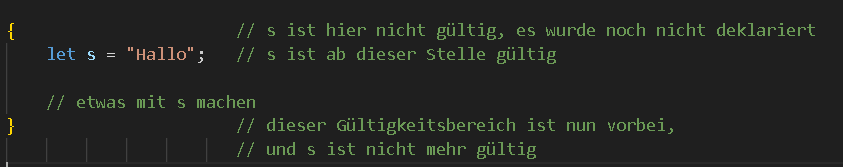 { // s ist hier nicht gültig, es wurde noch nicht deklariert
let s = "Hallo"; // s ist ab dieser Stelle gültig
// etwas mit s machen
} // dieser Gültigkeitsbereich ist nun vorbei,
// und s ist nicht mehr gültig